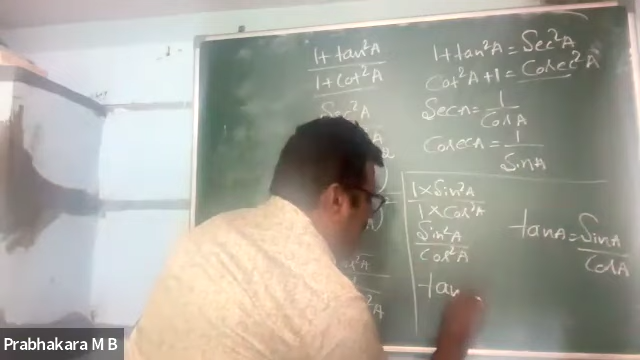 1+tan²A
1+cot²A
Sec²A
1+tan²A = Sec²A
Cot²A+1 = Cosec²A
SecA = 1
CosA
CosecA = 1
SinA
1×Sin²A
1×Cos²A
Sin²A
Cos²A
tan
tanA = SinA
CosA
Prabhakara M B